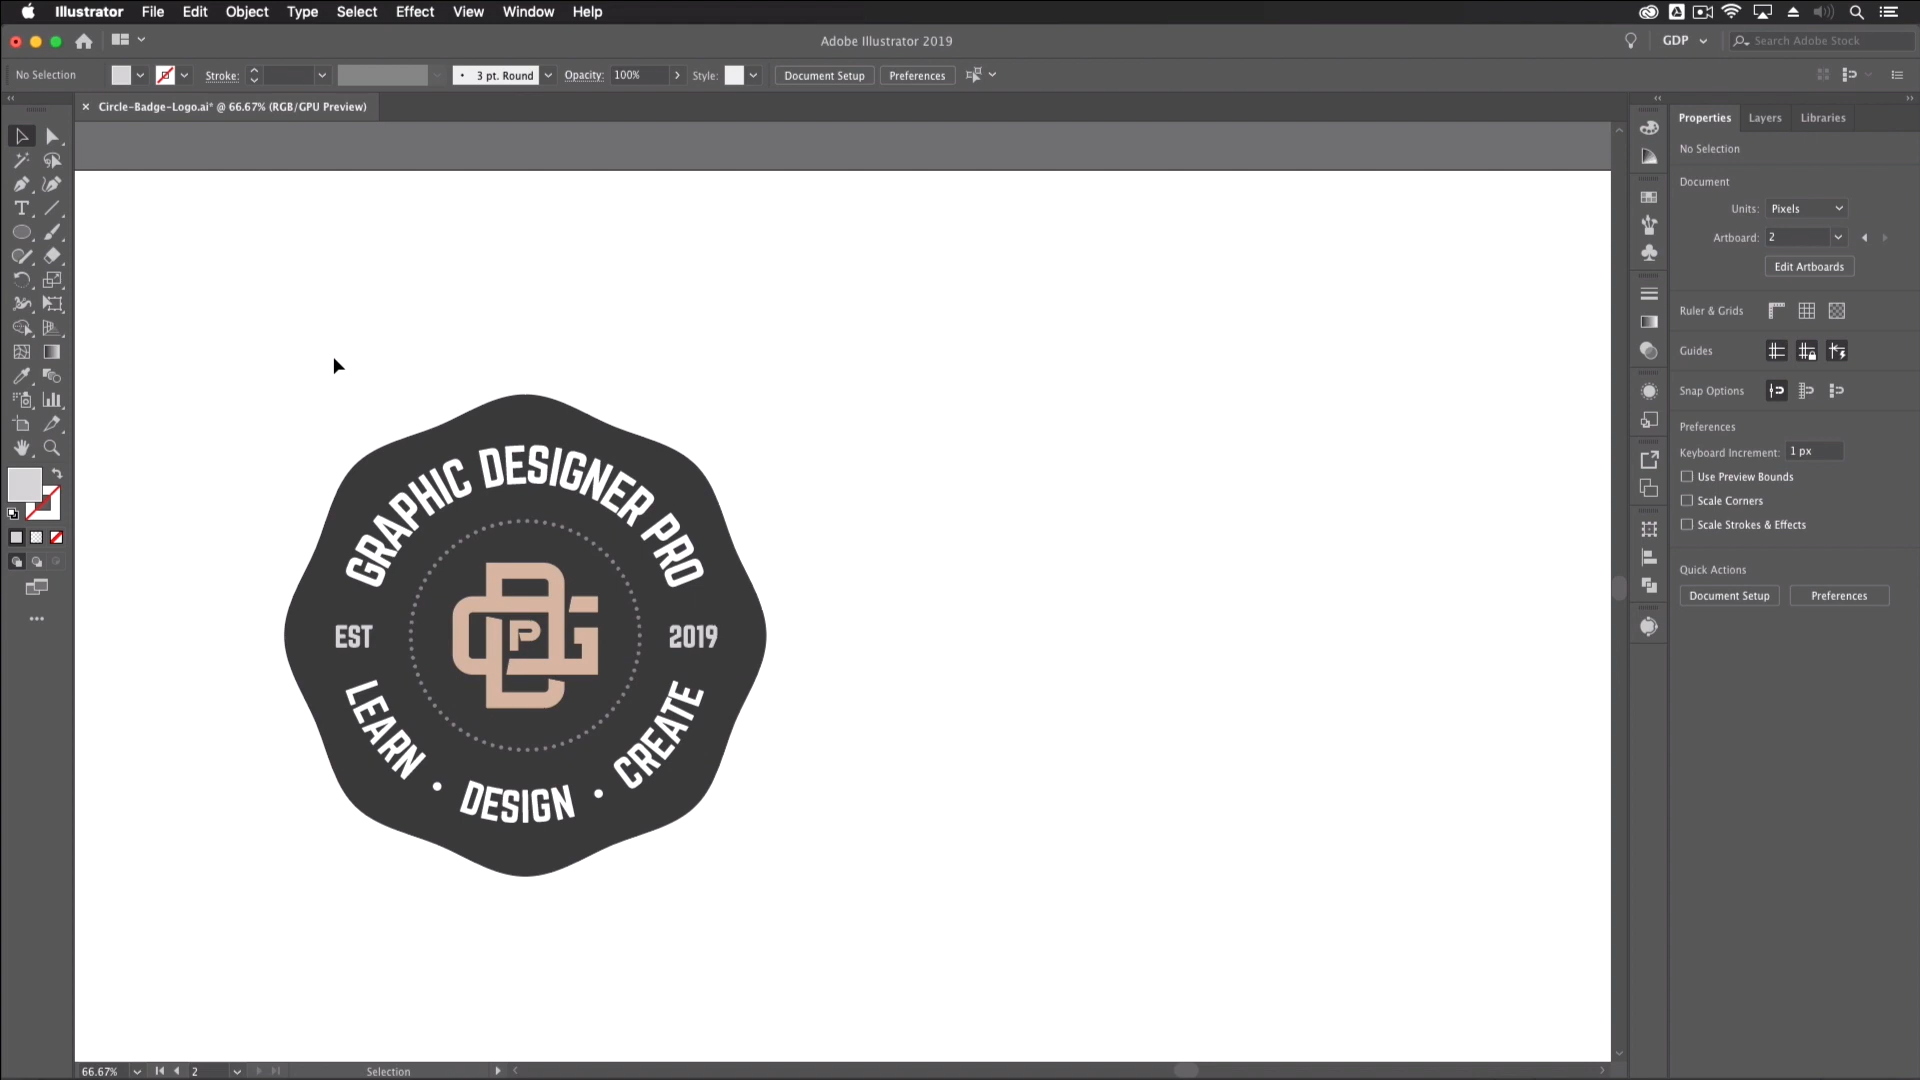 Illustrator File Edit Object Type Select Effect View Window Help
Adobe Illustrator 2019
GDP
Search Adobe Stock
No Selection
Stroke:
3 pt. Round
Opacity: 100%
Style:
Document Setup
Preferences
Circle-Badge-Logo.ai* @ 66.67% (RGB/GPU Preview)
Properties Layers Libraries
No Selection
Document
Units: Pixels
Artboard: 2
Edit Artboards
Ruler & Grids
Guides
Snap Options
Preferences
Keyboard Increment: 1 px
Use Preview Bounds
Scale Corners
Scale Strokes & Effects
Quick Actions
Document Setup Preferences
GRAPHIC DESIGNER PRO
DG
P
EST
2019
LEARN • DESIGN • CREATE
66.67%
2
Selection